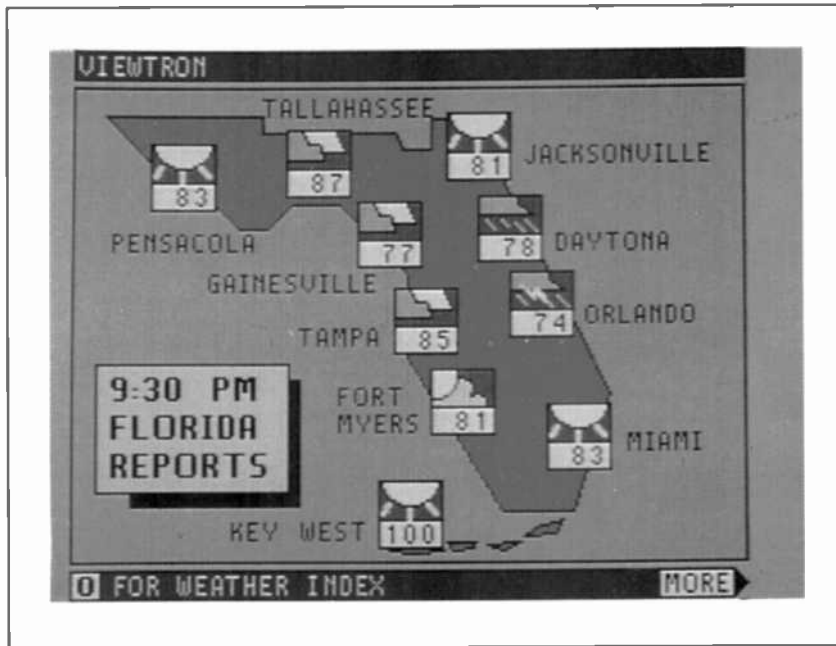 VIEWTRON
TALLAHASSEE
87
81
JACKSONVILLE
83
PENSACOLA
77
GAINESVILLE
78
DAYTONA
74
ORLANDO
85
TAMPA
9:30 PM
FLORIDA
REPORTS
FORT
MYERS
81
83
MIAMI
KEY WEST
100
0 FOR WEATHER INDEX
MORE